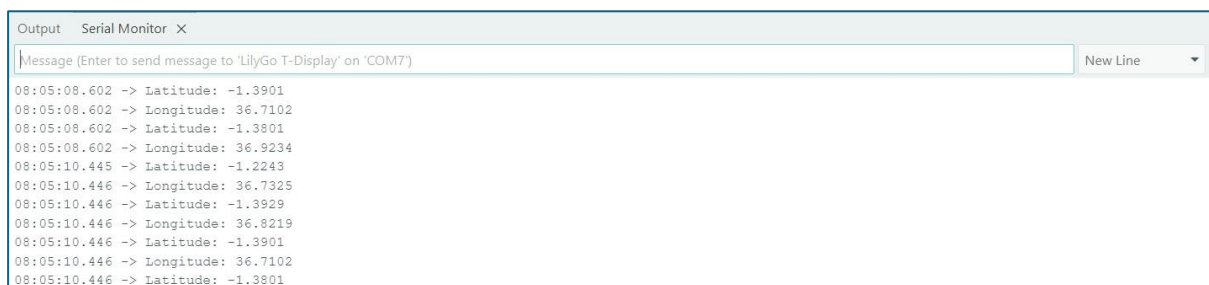 Output Serial Monitor ×
Message (Enter to send message to 'LilyGo T-Display' on 'COM7') New Line
08:05:08.602 -> Latitude: -1.3901
08:05:08.602 -> Longitude: 36.7102
08:05:08.602 -> Latitude: -1.3801
08:05:08.602 -> Longitude: 36.9234
08:05:10.445 -> Latitude: -1.2243
08:05:10.446 -> Longitude: 36.7325
08:05:10.446 -> Latitude: -1.3929
08:05:10.446 -> Longitude: 36.8219
08:05:10.446 -> Latitude: -1.3901
08:05:10.446 -> Longitude: 36.7102
08:05:10.446 -> Latitude: -1.3801